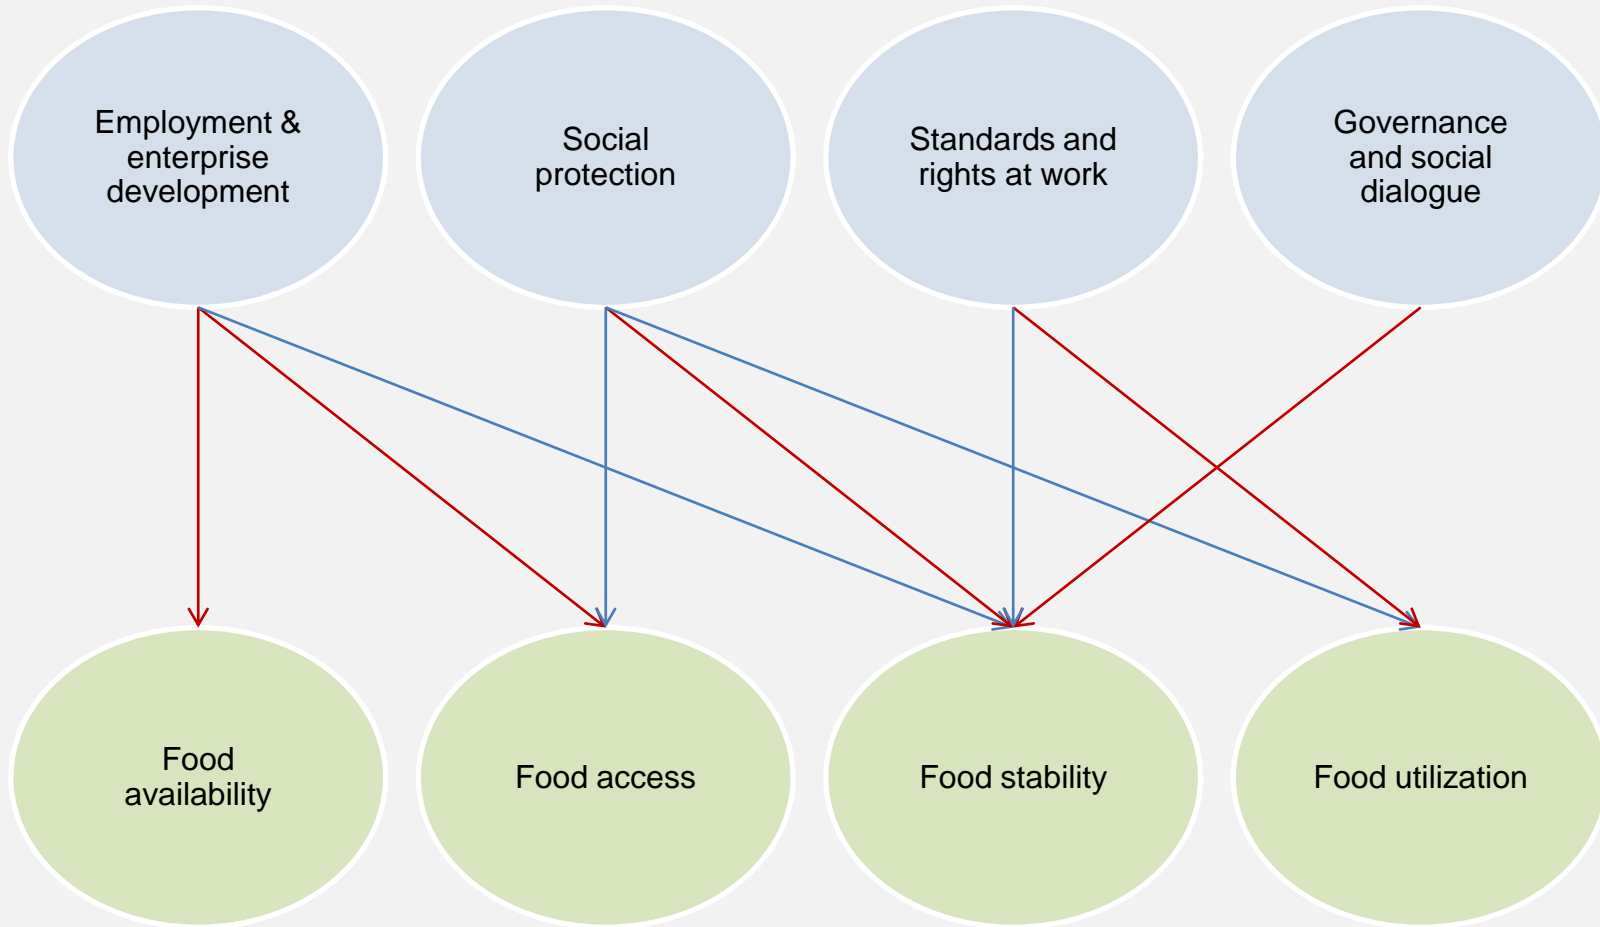 Employment &
enterprise
development
Social
protection
Standards and
rights at work
Governance
and social
dialogue
Food
availability
Food access
Food stability
Food utilization